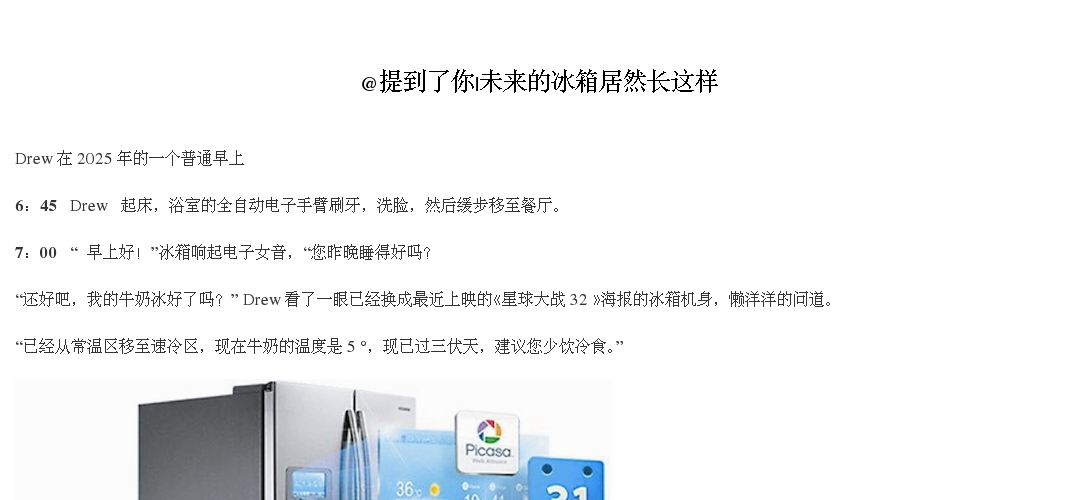 @提到了你|未来的冰箱居然长这样
Drew 在 2025 年的一个普通早上
6：45 Drew 起床，浴室的全自动电子手臂刷牙，洗脸，然后缓步移至餐厅。
7：00 “ 早上好！”冰箱响起电子女音，“您昨晚睡得好吗？
“还好吧，我的牛奶冰好了吗？” Drew 看了一眼已经换成最近上映的《星球大战 32 》海报的冰箱机身，懒洋洋的问道。
“已经从常温区移至速冷区，现在牛奶的温度是 5 °，现已过三伏天，建议您少饮冷食。”
Picasa
Web Albums
36℃
31